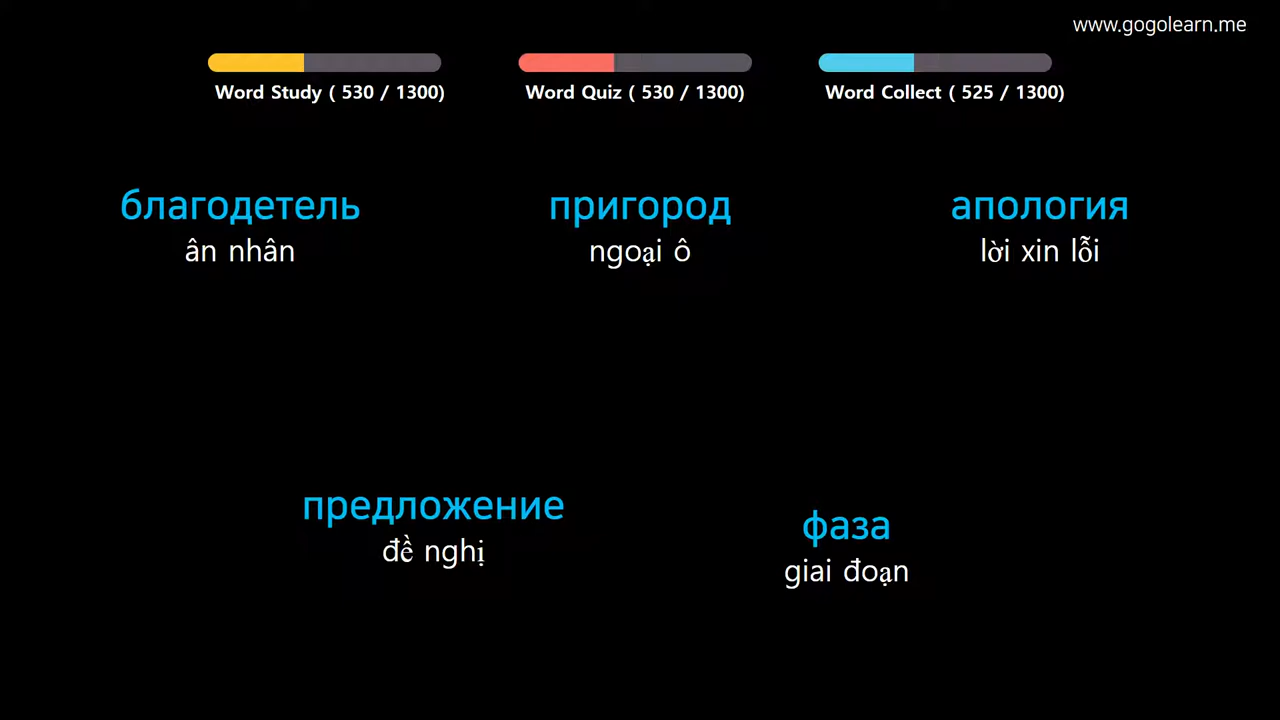 www.gogolearn.me
Word Study ( 530 / 1300)
Word Quiz ( 530 / 1300)
Word Collect ( 525 / 1300)
благодетель
ân nhân
пригород
ngoại ô
апология
lời xin lỗi
предложение
đề nghị
фаза
giai đoạn